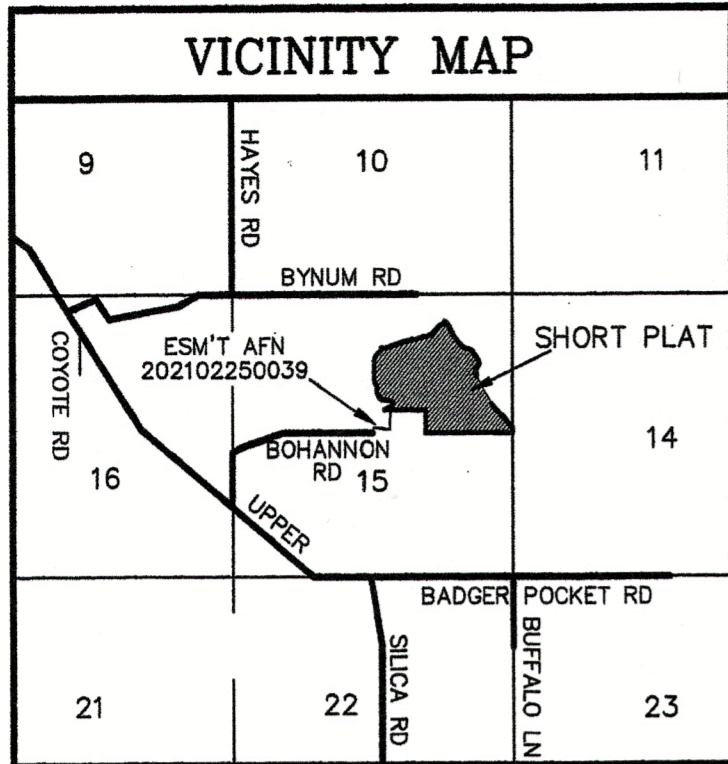 VICINITY MAP
9
HAYES RD
10
11
BYNUM RD
ESM'T AFN
202102250039
SHORT PLAT
COYOTE RD
BOHANNON
RD
14
16
15
UPPER
BADGER POCKET RD
21
22
SILICA RD
BUFFALO LN
23